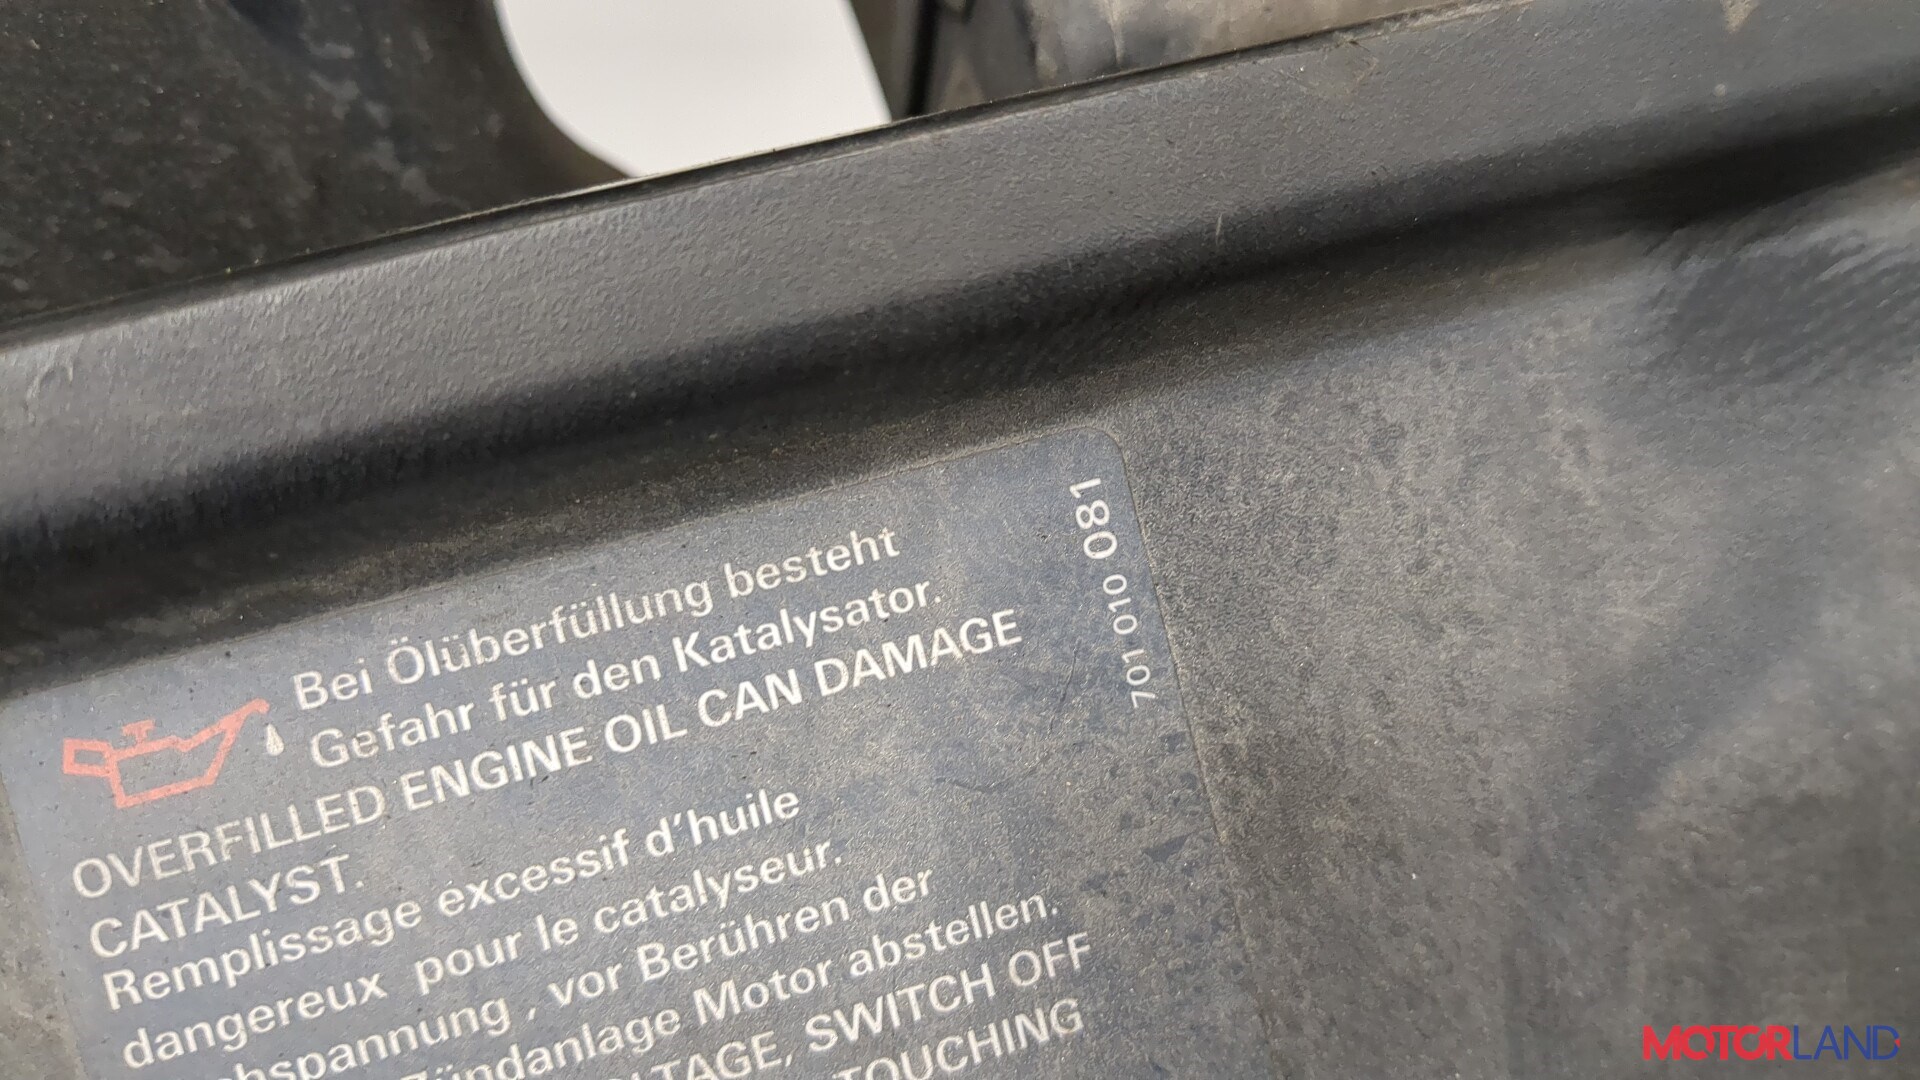 Bei Ölüberfüllung besteht
Gefahr für den Katalysator.
OVERFILLED ENGINE OIL CAN DAMAGE
CATALYST.
Remplissage excessif d'huile
dangereux pour le catalyseur.
, vor Berühren der
Zündanlage Motor abstellen.
SWITCH OFF
TOUCHING
701 010 081
MOTORLAND